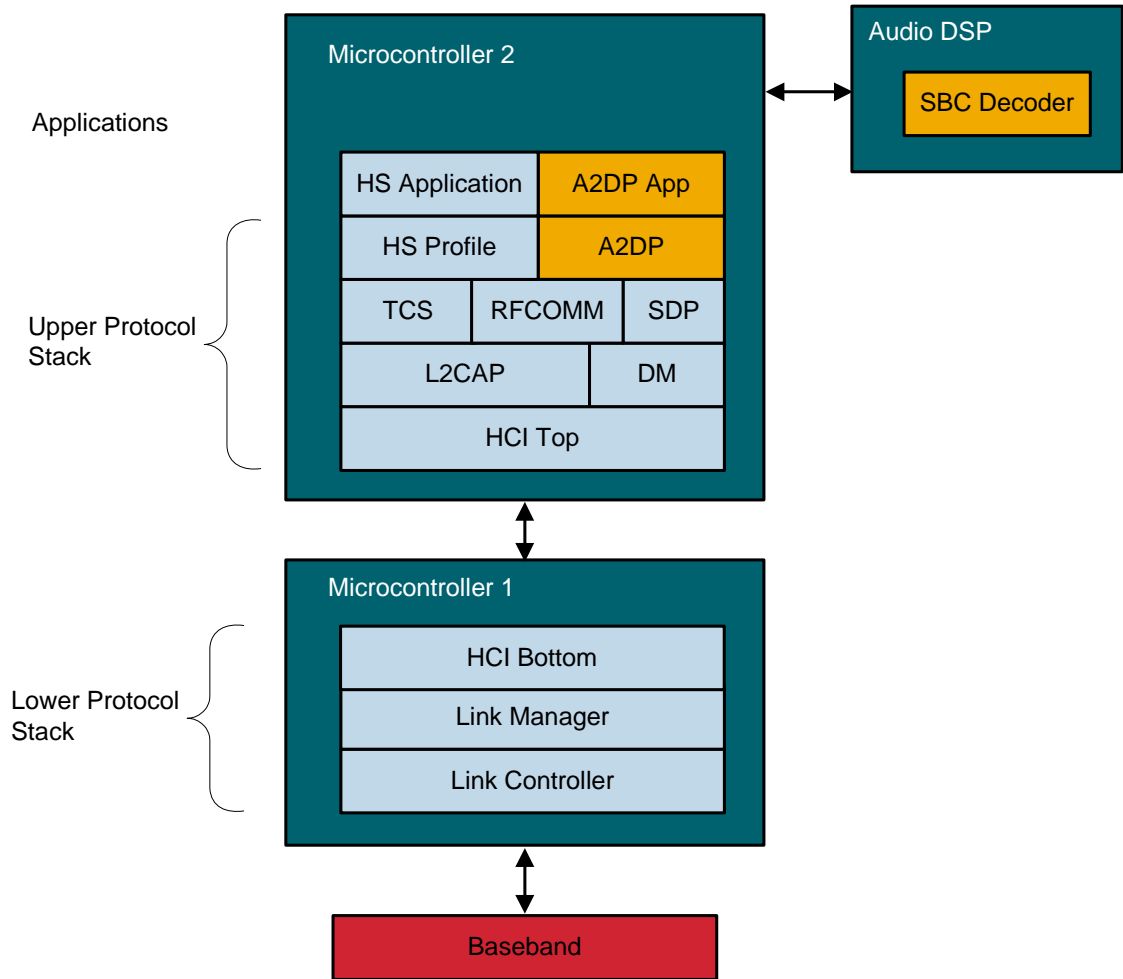 Microcontroller 2
Audio DSP
SBC Decoder
Applications
HS Application
A2DP App
HS Profile
A2DP
TCS
RFCOMM
SDP
Upper Protocol
Stack
L2CAP
DM
HCI Top
Microcontroller 1
HCI Bottom
Lower Protocol
Stack
Link Manager
Link Controller
Baseband